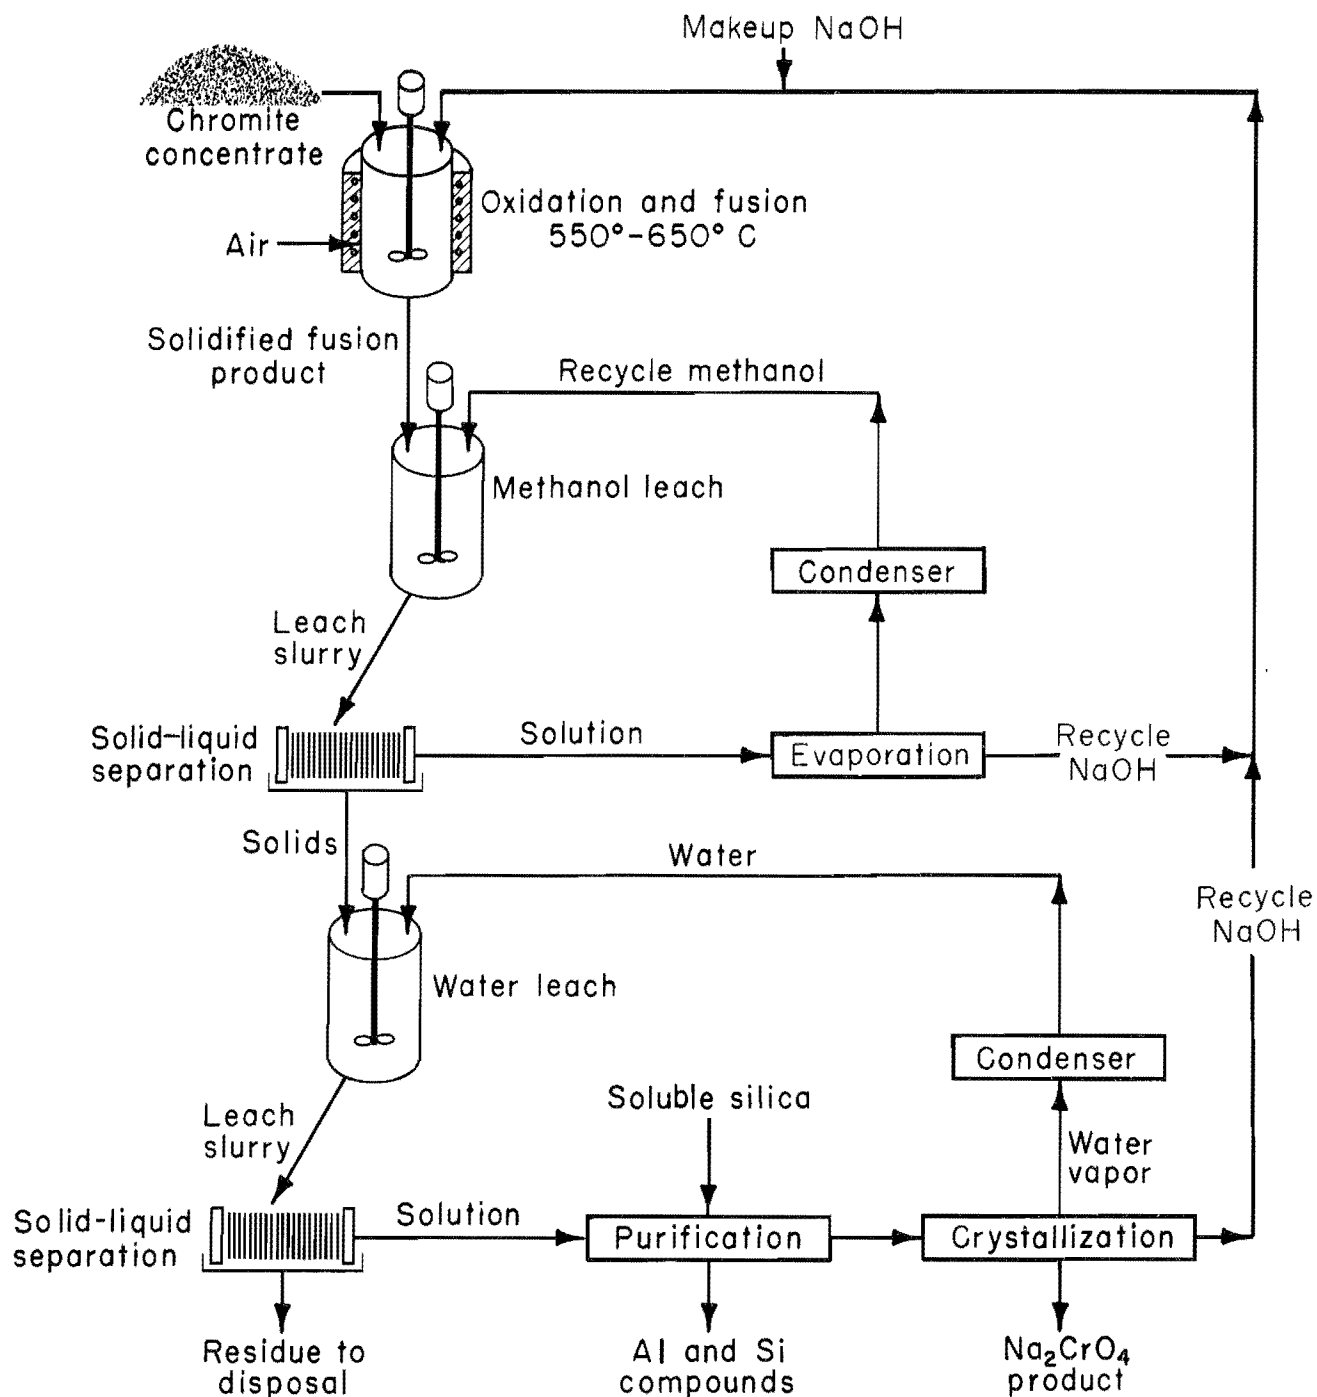 Makeup NaOH
Chromite
concentrate
Oxidation and fusion
550°-650° C
Air
Solidified fusion
product
Recycle methanol
Methanol leach
Condenser
Leach
slurry
Solid-liquid
separation
Solution
Evaporation
Recycle
NaOH
Solids
Water
Recycle
NaOH
Water leach
Condenser
Soluble silica
Leach
slurry
Water
vapor
Solid-liquid
separation
Solution
Purification
Crystallization
Residue to
disposal
Al and Si
compounds
Na₂CrO₄
product